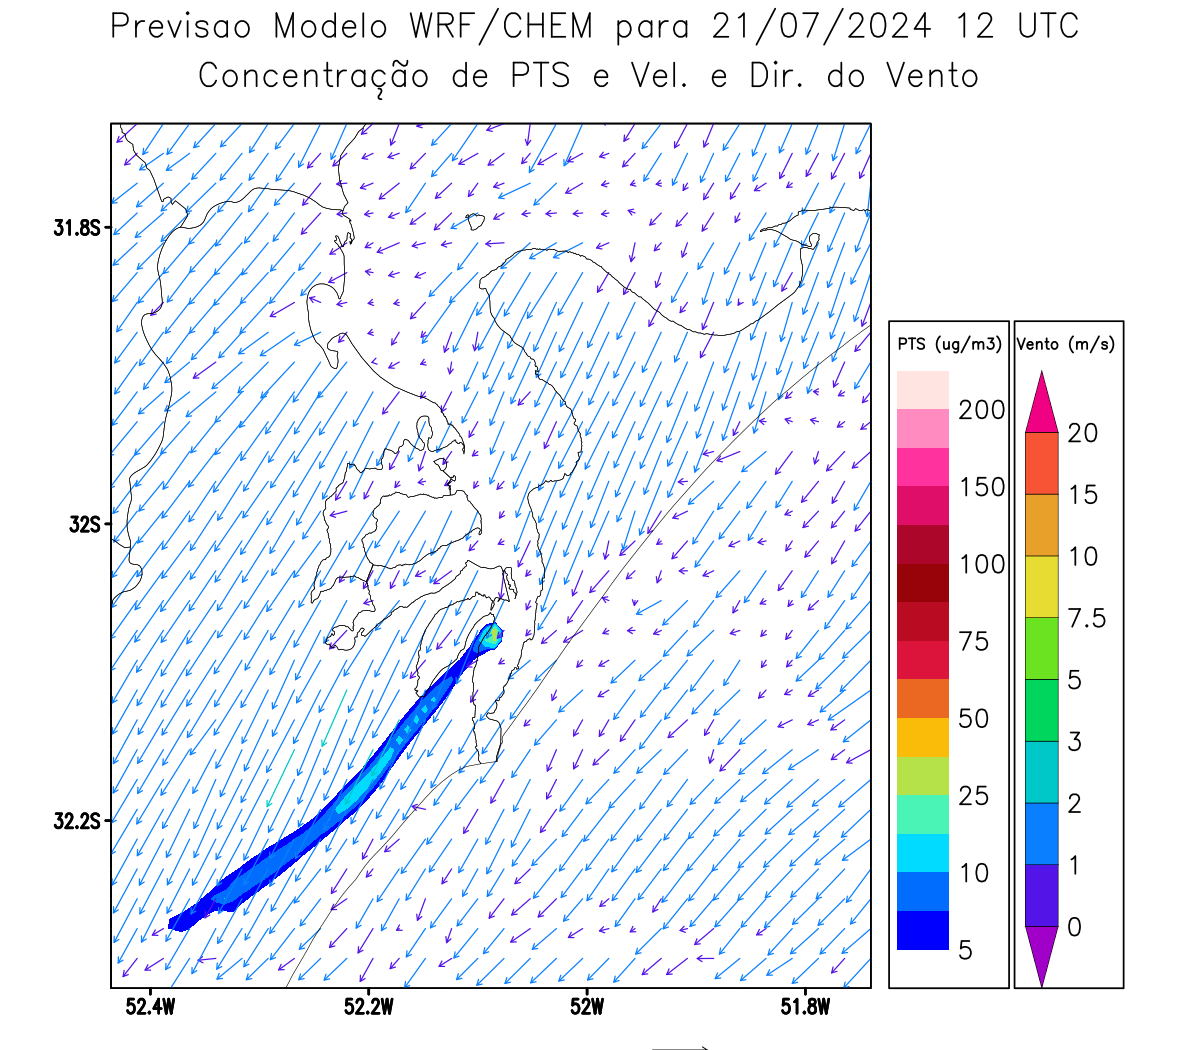 Previsao Modelo WRF/CHEM para 21/07/2024 12 UTC
Concentração de PTS e Vel. e Dir. do Vento
31.8S
32S
32.2S
52.4W
52.2W
52W
51.8W
PTS (ug/m3)
200
150
100
75
50
25
10
5
Vento (m/s)
20
15
10
7.5
5
3
2
1
0